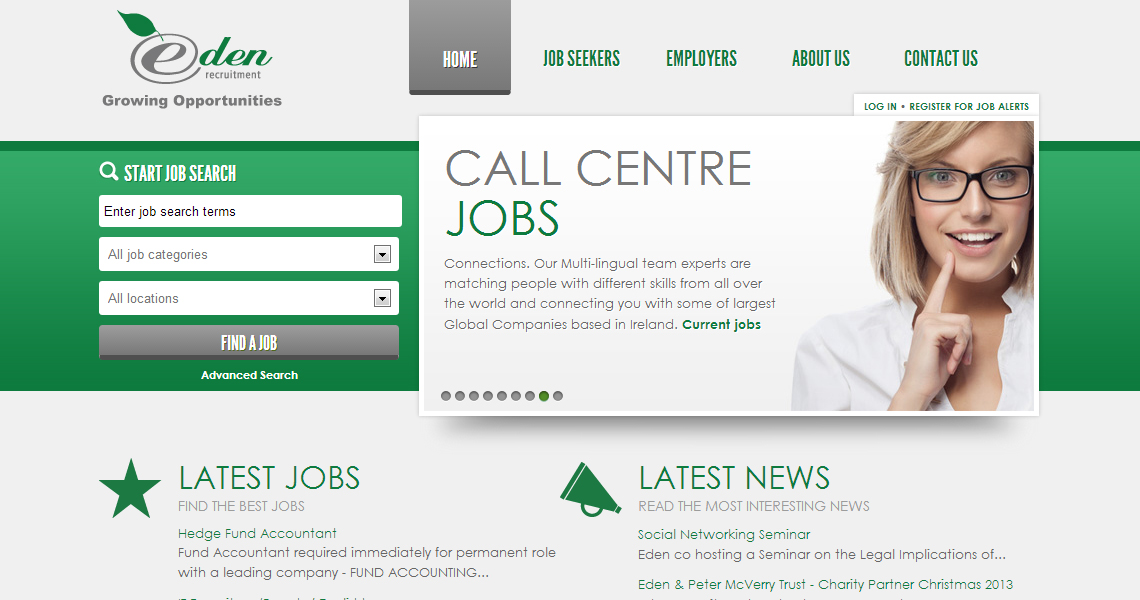 eden
recruitment
Growing Opportunities
HOME
JOB SEEKERS
EMPLOYERS
ABOUT US
CONTACT US
LOG IN • REGISTER FOR JOB ALERTS
START JOB SEARCH
Enter job search terms
All job categories
All locations
FIND A JOB
Advanced Search
CALL CENTRE
JOBS
Connections. Our Multi-lingual team experts are
matching people with different skills from all over
the world and connecting you with some of largest
Global Companies based in Ireland. Current jobs
LATEST JOBS
FIND THE BEST JOBS
Hedge Fund Accountant
Fund Accountant required immediately for permanent role
with a leading company - FUND ACCOUNTING...
LATEST NEWS
READ THE MOST INTERESTING NEWS
Social Networking Seminar
Eden co hosting a Seminar on the Legal Implications of...
Eden & Peter McVerry Trust - Charity Partner Christmas 2013